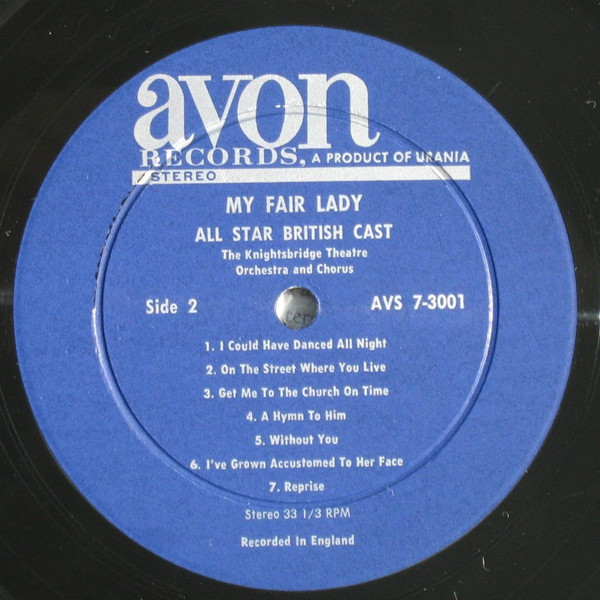 avon
RECORDS, A PRODUCT OF URANIA
STEREO
MY FAIR LADY
ALL STAR BRITISH CAST
The Knightsbridge Theatre
Orchestra and Chorus
Side 2 AVS 7-3001
1. I Could Have Danced All Night
2. On The Street Where You Live
3. Get Me To The Church On Time
4. A Hymn To Him
5. Without You
6. I've Grown Accustomed To Her Face
7. Reprise
Stereo 33 1/3 RPM
Recorded In England